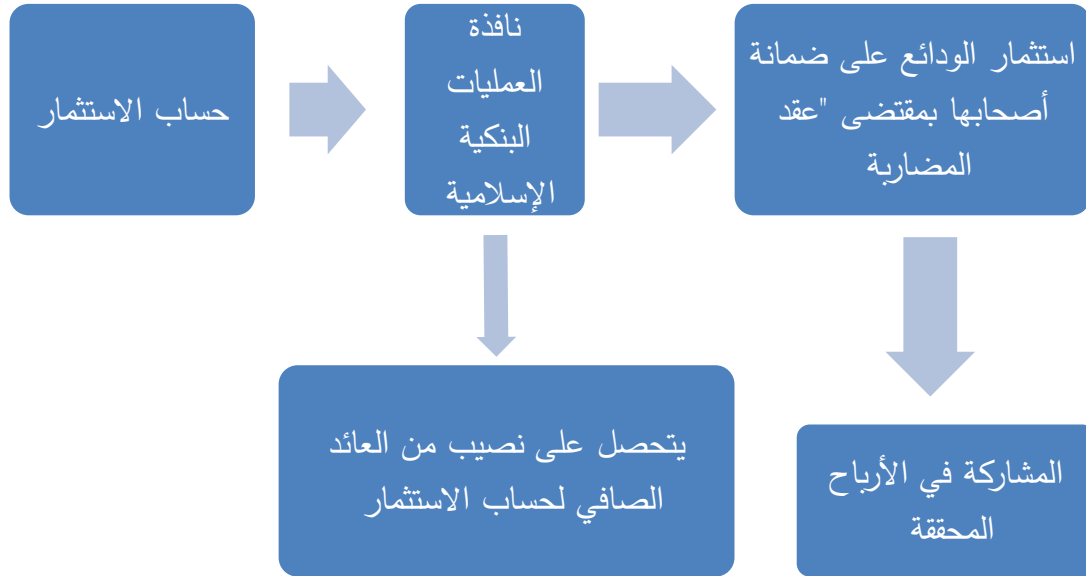 حساب الاستثمار
نافذة
العمليات
البنكية
الإسلامية
استثمار الودائع على ضمانة
أصحابها بمقتضى "عقد
المضاربة
يتحصل على نصيب من العائد
الصافي لحساب الاستثمار
المشاركة في الأرباح
المحققة